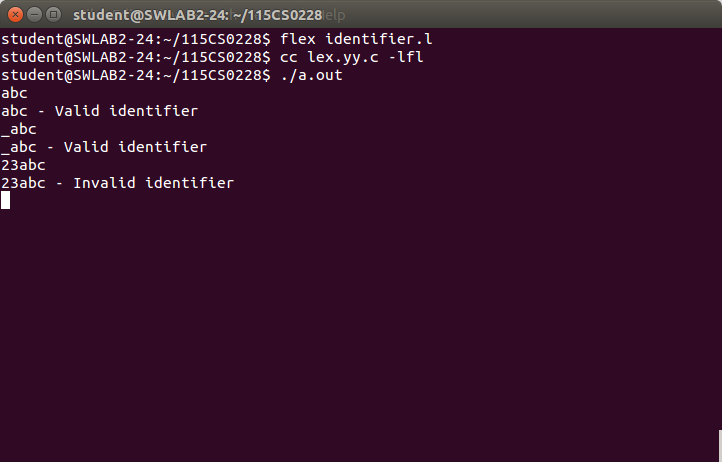 student@SWLAB2-24: ~/115CS0228
student@SWLAB2-24:~/115CS0228$ flex identifier.l
student@SWLAB2-24:~/115CS0228$ cc lex.yy.c -lfl
student@SWLAB2-24:~/115CS0228$ ./a.out
abc
abc - Valid identifier
_abc
_abc - Valid identifier
23abc
23abc - Invalid identifier